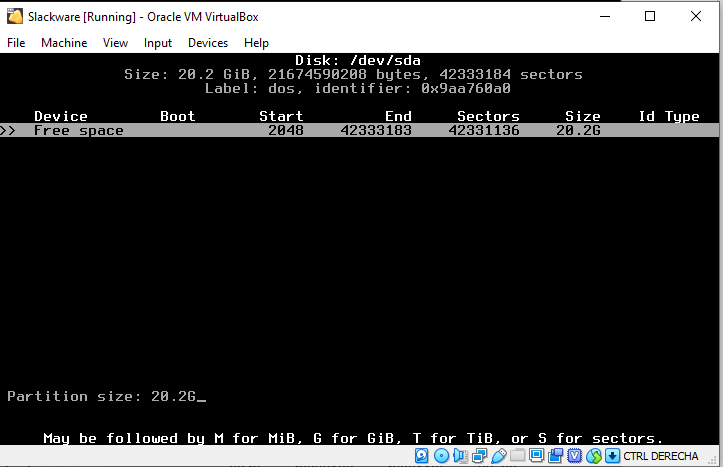 Slackware [Running] - Oracle VM VirtualBox
File Machine View Input Devices Help
Disk: /dev/sda
Size: 20.2 GiB, 21674590208 bytes, 42333184 sectors
Label: dos, identifier: 0x9aa760a0
Device Boot Start End Sectors Size Id Type
>> Free space 2048 42333183 42331136 20.2G
Partition size: 20.2G_
May be followed by M for MiB, G for GiB, T for TiB, or S for sectors.
CTRL DERECHA